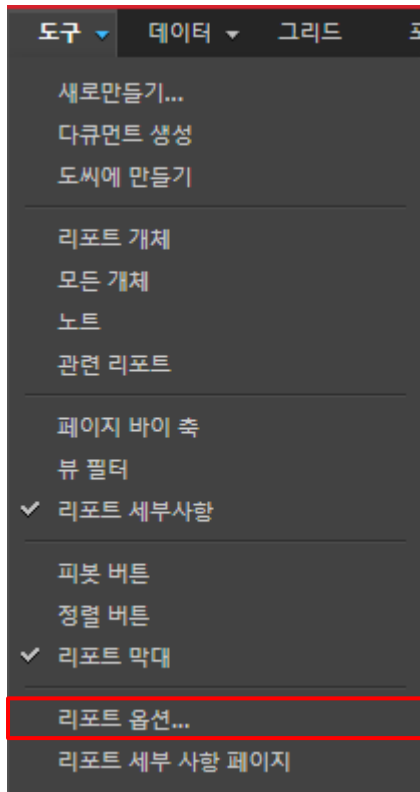 도구 데이터 그리드
새로만들기...
다큐먼트 생성
도씨에 만들기
리포트 개체
모든 개체
노트
관련 리포트
페이지 바이 축
뷰 필터
리포트 세부사항
피봇 버튼
정렬 버튼
리포트 막대
리포트 옵션...
리포트 세부 사항 페이지